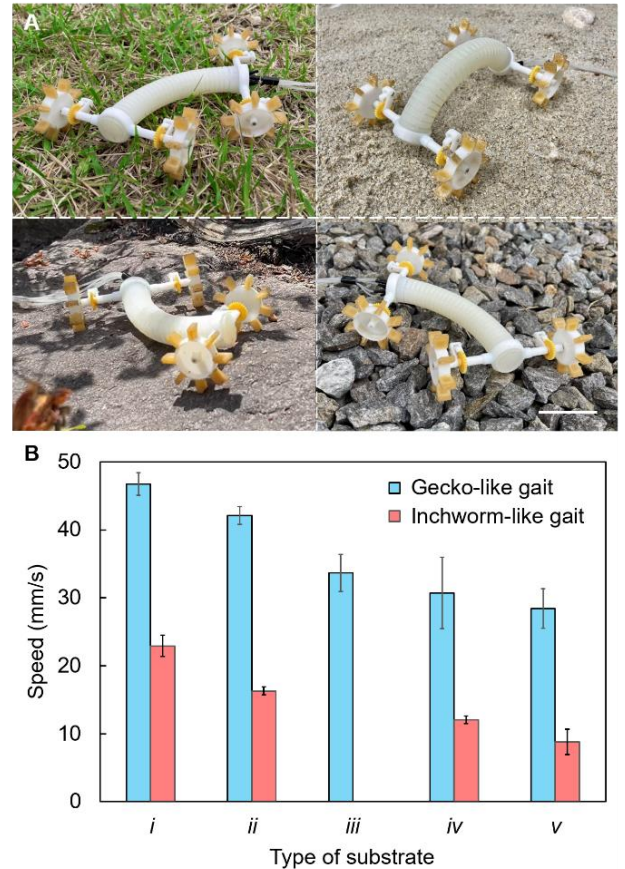 A
B
50
40
30
20
10
0
Speed (mm/s)
Gecko-like gait
Inchworm-like gait
i ii iii iv v
Type of substrate